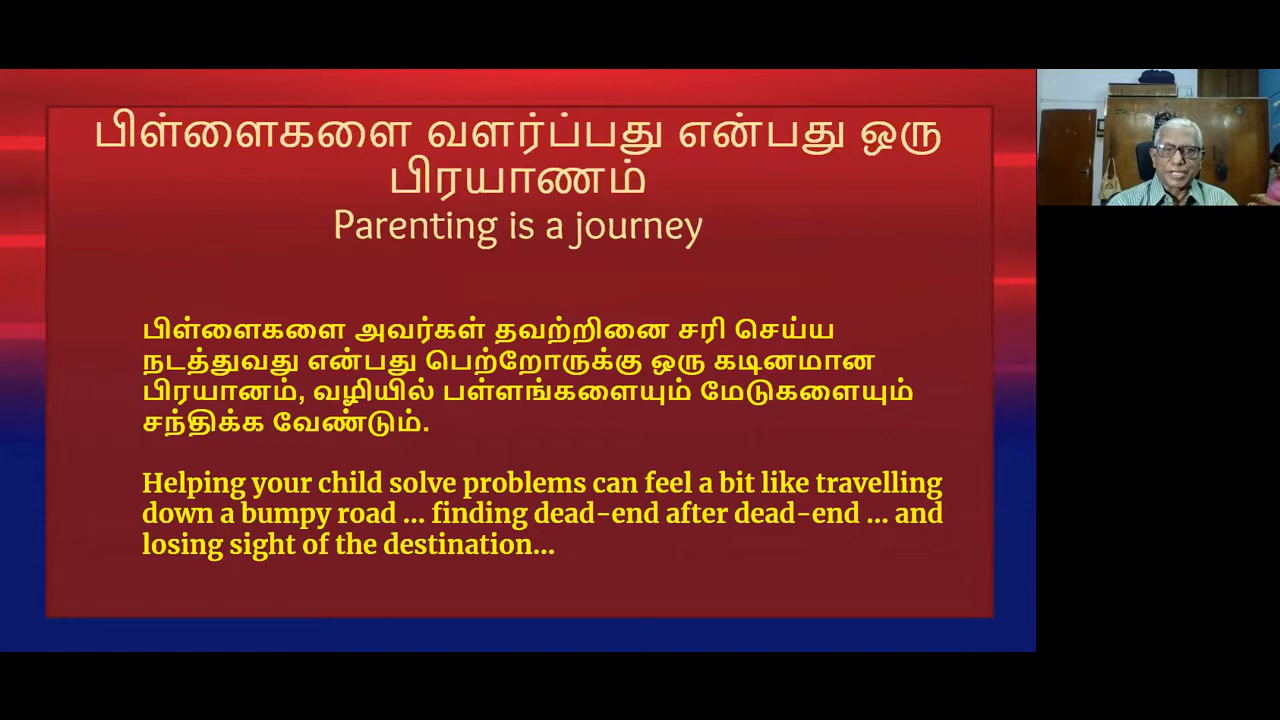 பிள்ளைகளை வளர்ப்பது என்பது ஒரு
பிரயாணம்
Parenting is a journey
பிள்ளைகளை அவர்கள் தவற்றினை சரி செய்ய
நடத்துவது என்பது பெற்றோருக்கு ஒரு கடினமான
பிரயானம், வழியில் பள்ளங்களையும் மேடுகளையும்
சந்திக்க வேண்டும்.
Helping your child solve problems can feel a bit like travelling
down a bumpy road ... finding dead-end after dead-end ... and
losing sight of the destination...